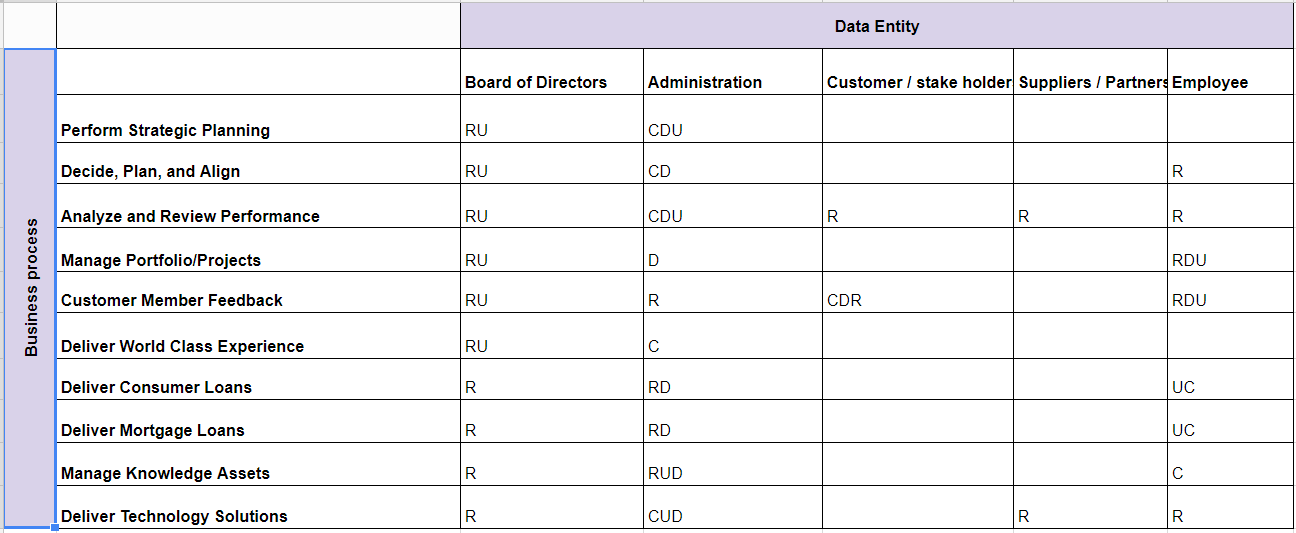 Data Entity
Board of Directors Administration Customer / stake holder Suppliers / Partners Employee
Business process
Perform Strategic Planning RU CDU
Decide, Plan, and Align RU CD R
Analyze and Review Performance RU CDU R R R
Manage Portfolio/Projects RU D RDU
Customer Member Feedback RU R CDR RDU
Deliver World Class Experience RU C
Deliver Consumer Loans R RD UC
Deliver Mortgage Loans R RD UC
Manage Knowledge Assets R RUD C
Deliver Technology Solutions R CUD R R